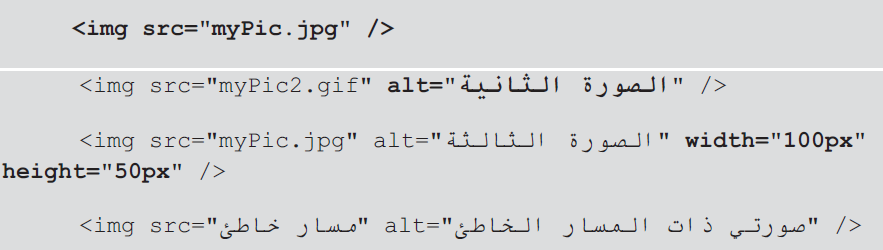 <img src="myPic.jpg" />
<img src="myPic2.gif" alt="الصورة الثانية" />
<img src="myPic.jpg" alt="الصورة الثالثة" width="100px"
height="50px" />
<img src="مسار خاطئ" alt="صورتي ذات المسار الخاطئ" />